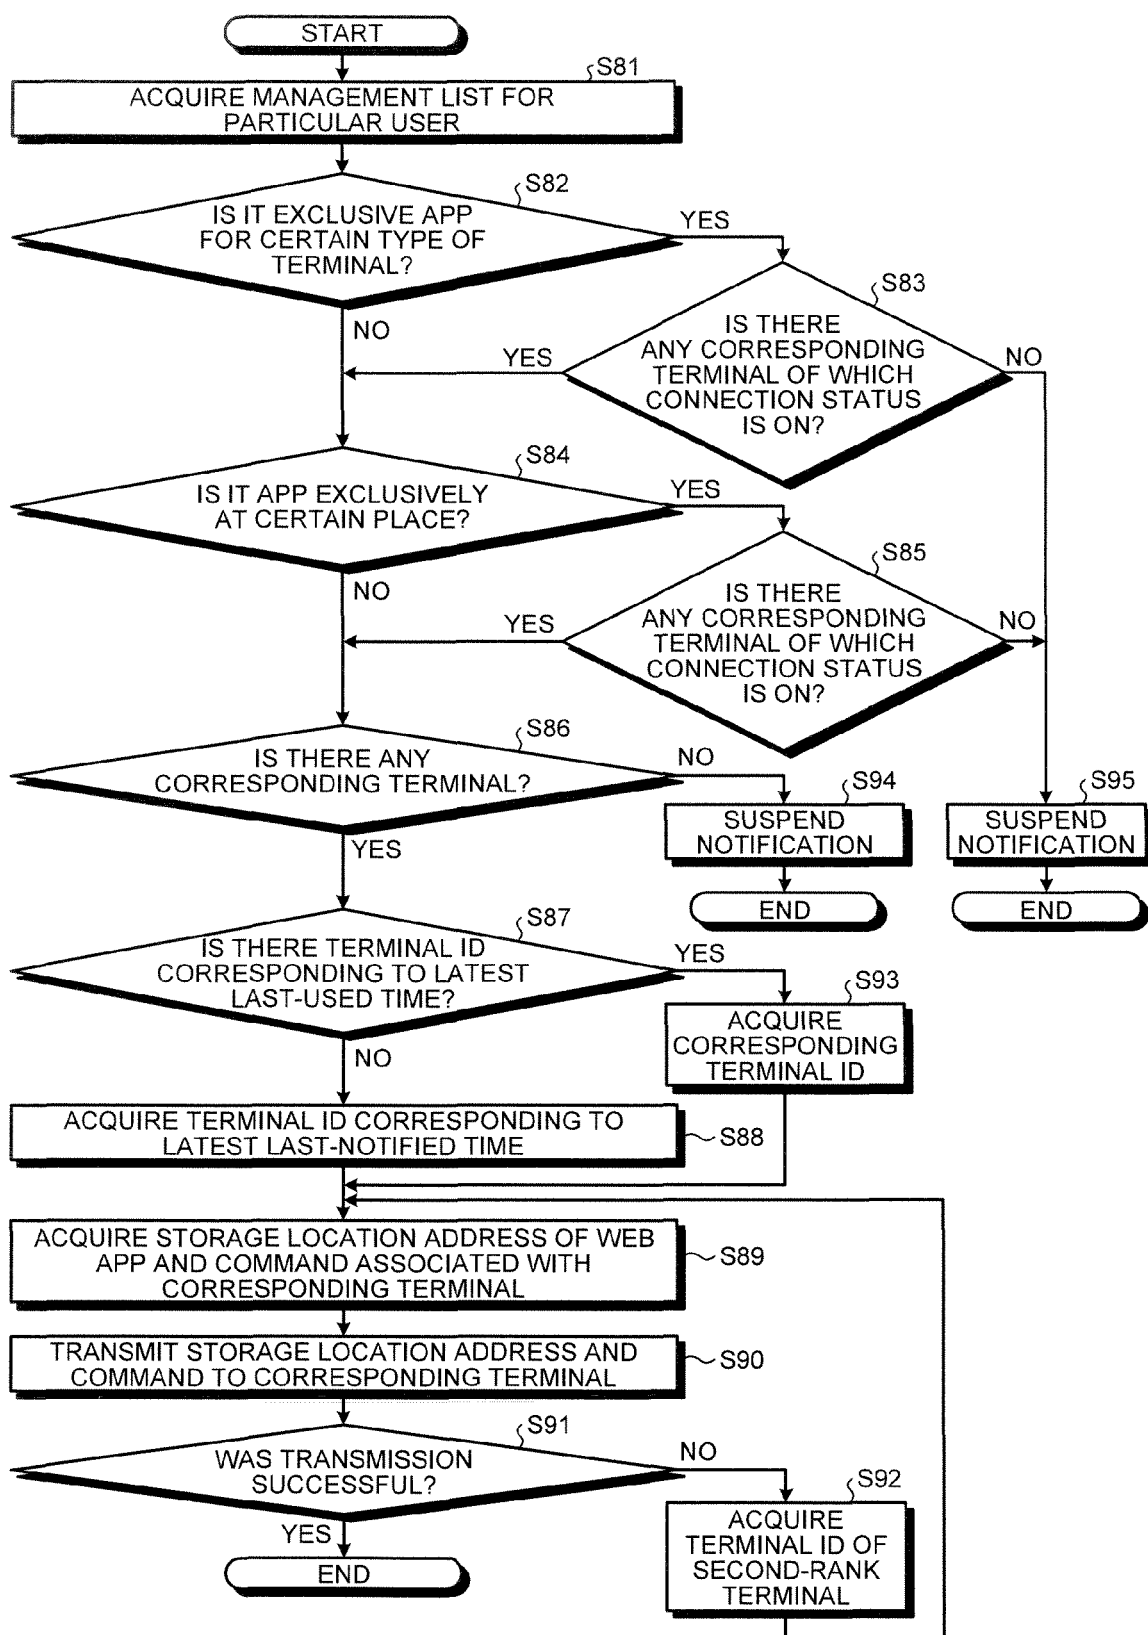 START
S81
ACQUIRE MANAGEMENT LIST FOR
PARTICULAR USER
S82
IS IT EXCLUSIVE APP
FOR CERTAIN TYPE OF
TERMINAL?
YES
NO
S83
IS THERE
ANY CORRESPONDING
TERMINAL OF WHICH
CONNECTION STATUS
IS ON?
YES
NO
S84
IS IT APP EXCLUSIVELY
AT CERTAIN PLACE?
YES
NO
S85
IS THERE
ANY CORRESPONDING
TERMINAL OF WHICH
CONNECTION STATUS
IS ON?
YES
NO
S86
IS THERE ANY
CORRESPONDING TERMINAL?
NO
YES
S94
SUSPEND
NOTIFICATION
END
S95
SUSPEND
NOTIFICATION
END
S87
IS THERE TERMINAL ID
CORRESPONDING TO LATEST
LAST-USED TIME?
YES
NO
S93
ACQUIRE
CORRESPONDING
TERMINAL ID
ACQUIRE TERMINAL ID CORRESPONDING TO
LATEST LAST-NOTIFIED TIME
S88
ACQUIRE STORAGE LOCATION ADDRESS OF WEB
APP AND COMMAND ASSOCIATED WITH
CORRESPONDING TERMINAL
S89
TRANSMIT STORAGE LOCATION ADDRESS AND
COMMAND TO CORRESPONDING TERMINAL
S90
S91
WAS TRANSMISSION
SUCCESSFUL?
NO
YES
END
S92
ACQUIRE
TERMINAL ID OF
SECOND-RANK
TERMINAL